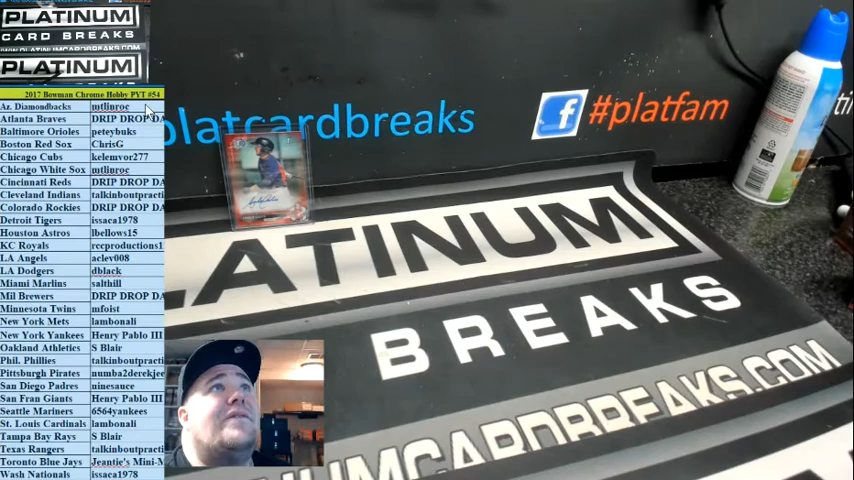 PLATINUM
CARD BREAKS
WWW.PLATINUMCARDBREAKS.COM
PLATINUM
2017 Bowman Chrome Hobby PYT #54
Az. Diamondbacks mtlinroc
Atlanta Braves DRIP DROP DA
Baltimore Orioles peteybuks
Boston Red Sox ChrisG
Chicago Cubs kelemvor277
Chicago White Sox mtlinroc
Cincinnati Reds DRIP DROP DA
Cleveland Indians talkinboutpracti
Colorado Rockies DRIP DROP DA
Detroit Tigers issaca1978
Houston Astros lbellows15
KC Royals rccproductions1
LA Angels aclev008
LA Dodgers dblack
Miami Marlins salthill
Mil Brewers DRIP DROP DA
Minnesota Twins mfoist
New York Mets lambonali
New York Yankees Henry Pablo III
Oakland Athletics S Blair
Phil. Phillies talkinboutpracti
Pittsburgh Pirates numba2derekjee
San Diego Padres ninesauce
San Fran Giants Henry Pablo III
Seattle Mariners 6564yankees
St. Louis Cardinals lambonali
Tampa Bay Rays S Blair
Texas Rangers talkinboutpracti
Toronto Blue Jays Jeantie's Mini-M
Wash Nationals issaca1978
platcardbreaks
f #platfam
LATINUM
BREAKS
NUMCARDBREAKS.COM